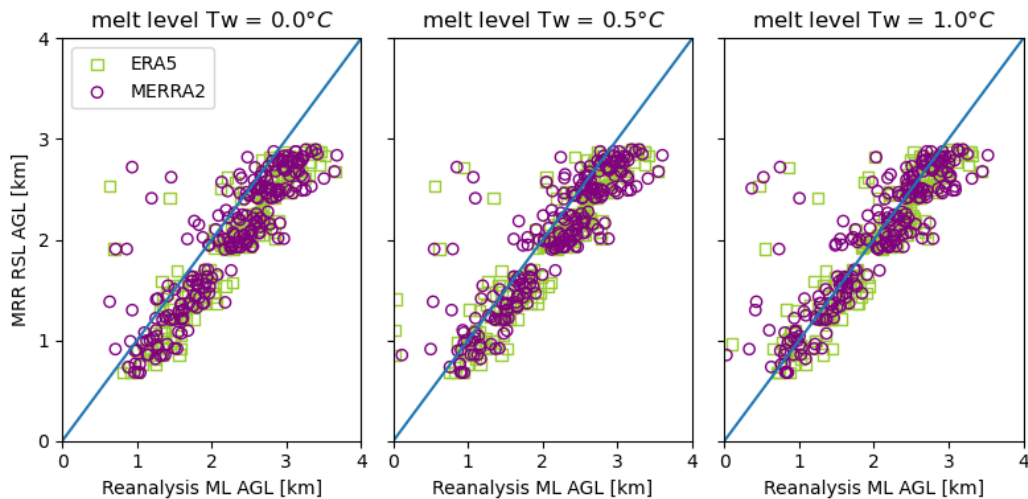 melt level Tw = 0.0°C
melt level Tw = 0.5°C
melt level Tw = 1.0°C
ERA5
MERRA2
4
3
2
1
0
MRR RSL AGL [km]
0 1 2 3 4
0 1 2 3 4
0 1 2 3 4
Reanalysis ML AGL [km]
Reanalysis ML AGL [km]
Reanalysis ML AGL [km]